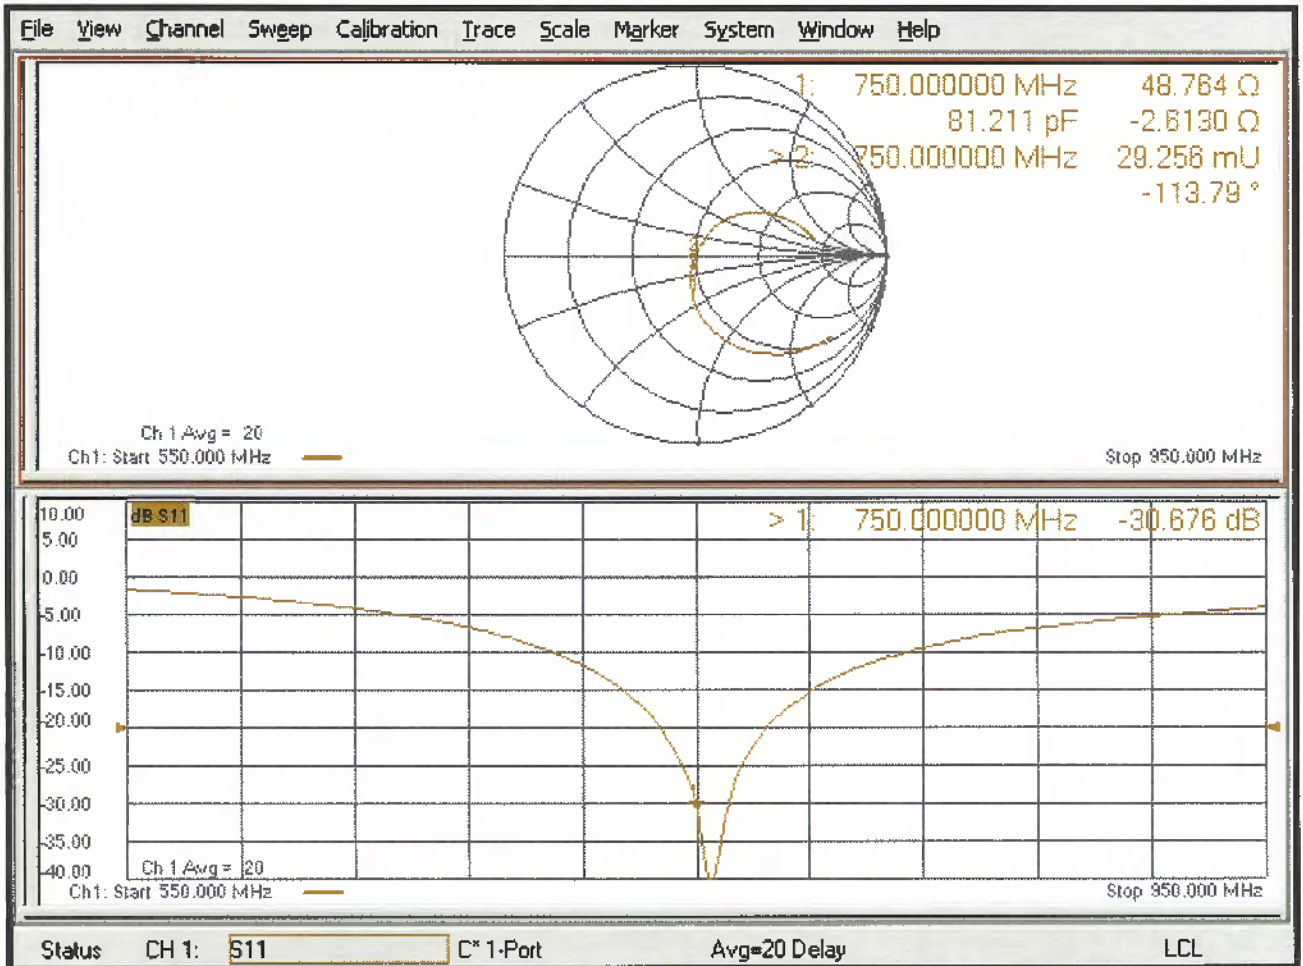 File View Channel Sweep Calibration Trace Scale Marker System Window Help
1: 750.000000 MHz 48.764 Ω
81.211 pF -2.6130 Ω
> 2: 750.000000 MHz 29.256 mU
-113.79 °
Ch 1 Avg = 20
Ch1: Start 550.000 MHz Stop 950.000 MHz
10.00 dB S11 > 1: 750.000000 MHz -30.676 dB
5.00
0.00
-5.00
-10.00
-15.00
-20.00
-25.00
-30.00
-35.00
-40.00 Ch 1 Avg = 20
Ch1: Start 550.000 MHz Stop 950.000 MHz
Status CH 1: S11 C* 1-Port Avg=20 Delay LCL